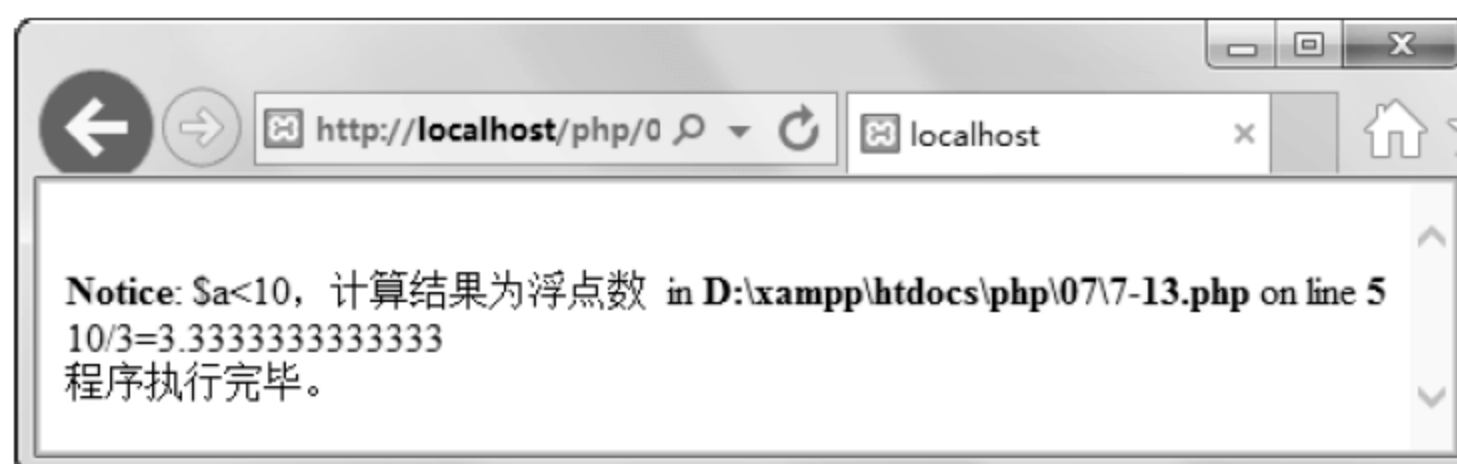 http://localhost/php/0
localhost
Notice: $a<10，计算结果为浮点数 in D:\xampp\htdocs\php\07\7-13.php on line 5
10/3=3.3333333333333
程序执行完毕。